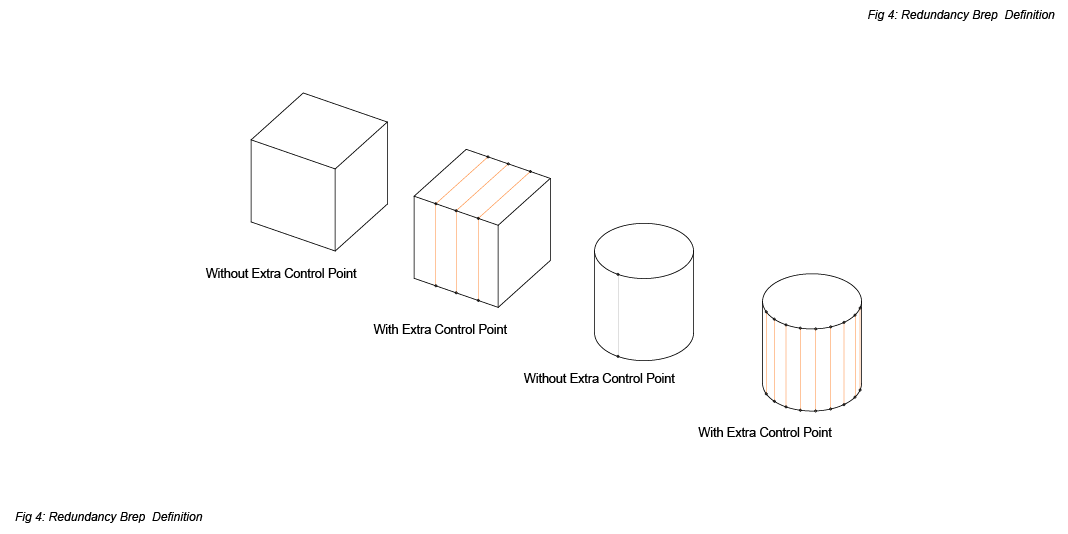 Fig 4: Redundancy Brep  Definition
Without Extra Control Point
With Extra Control Point
Without Extra Control Point
With Extra Control Point
Fig 4: Redundancy Brep  Definition